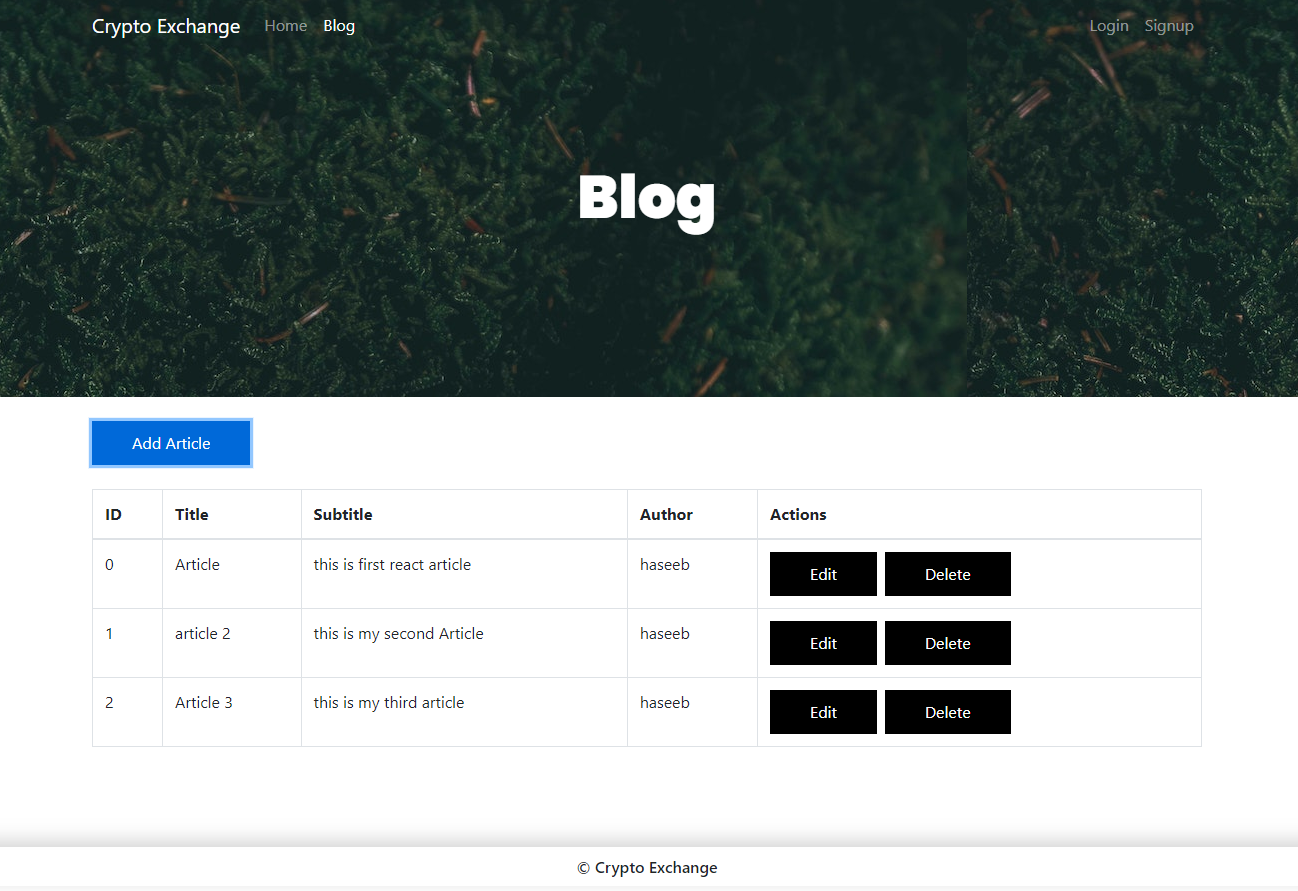 Crypto Exchange Home Blog Login Signup
Blog
Add Article
ID Title Subtitle Author Actions
0 Article this is first react article haseeb Edit Delete
1 article 2 this is my second Article haseeb Edit Delete
2 Article 3 this is my third article haseeb Edit Delete
© Crypto Exchange